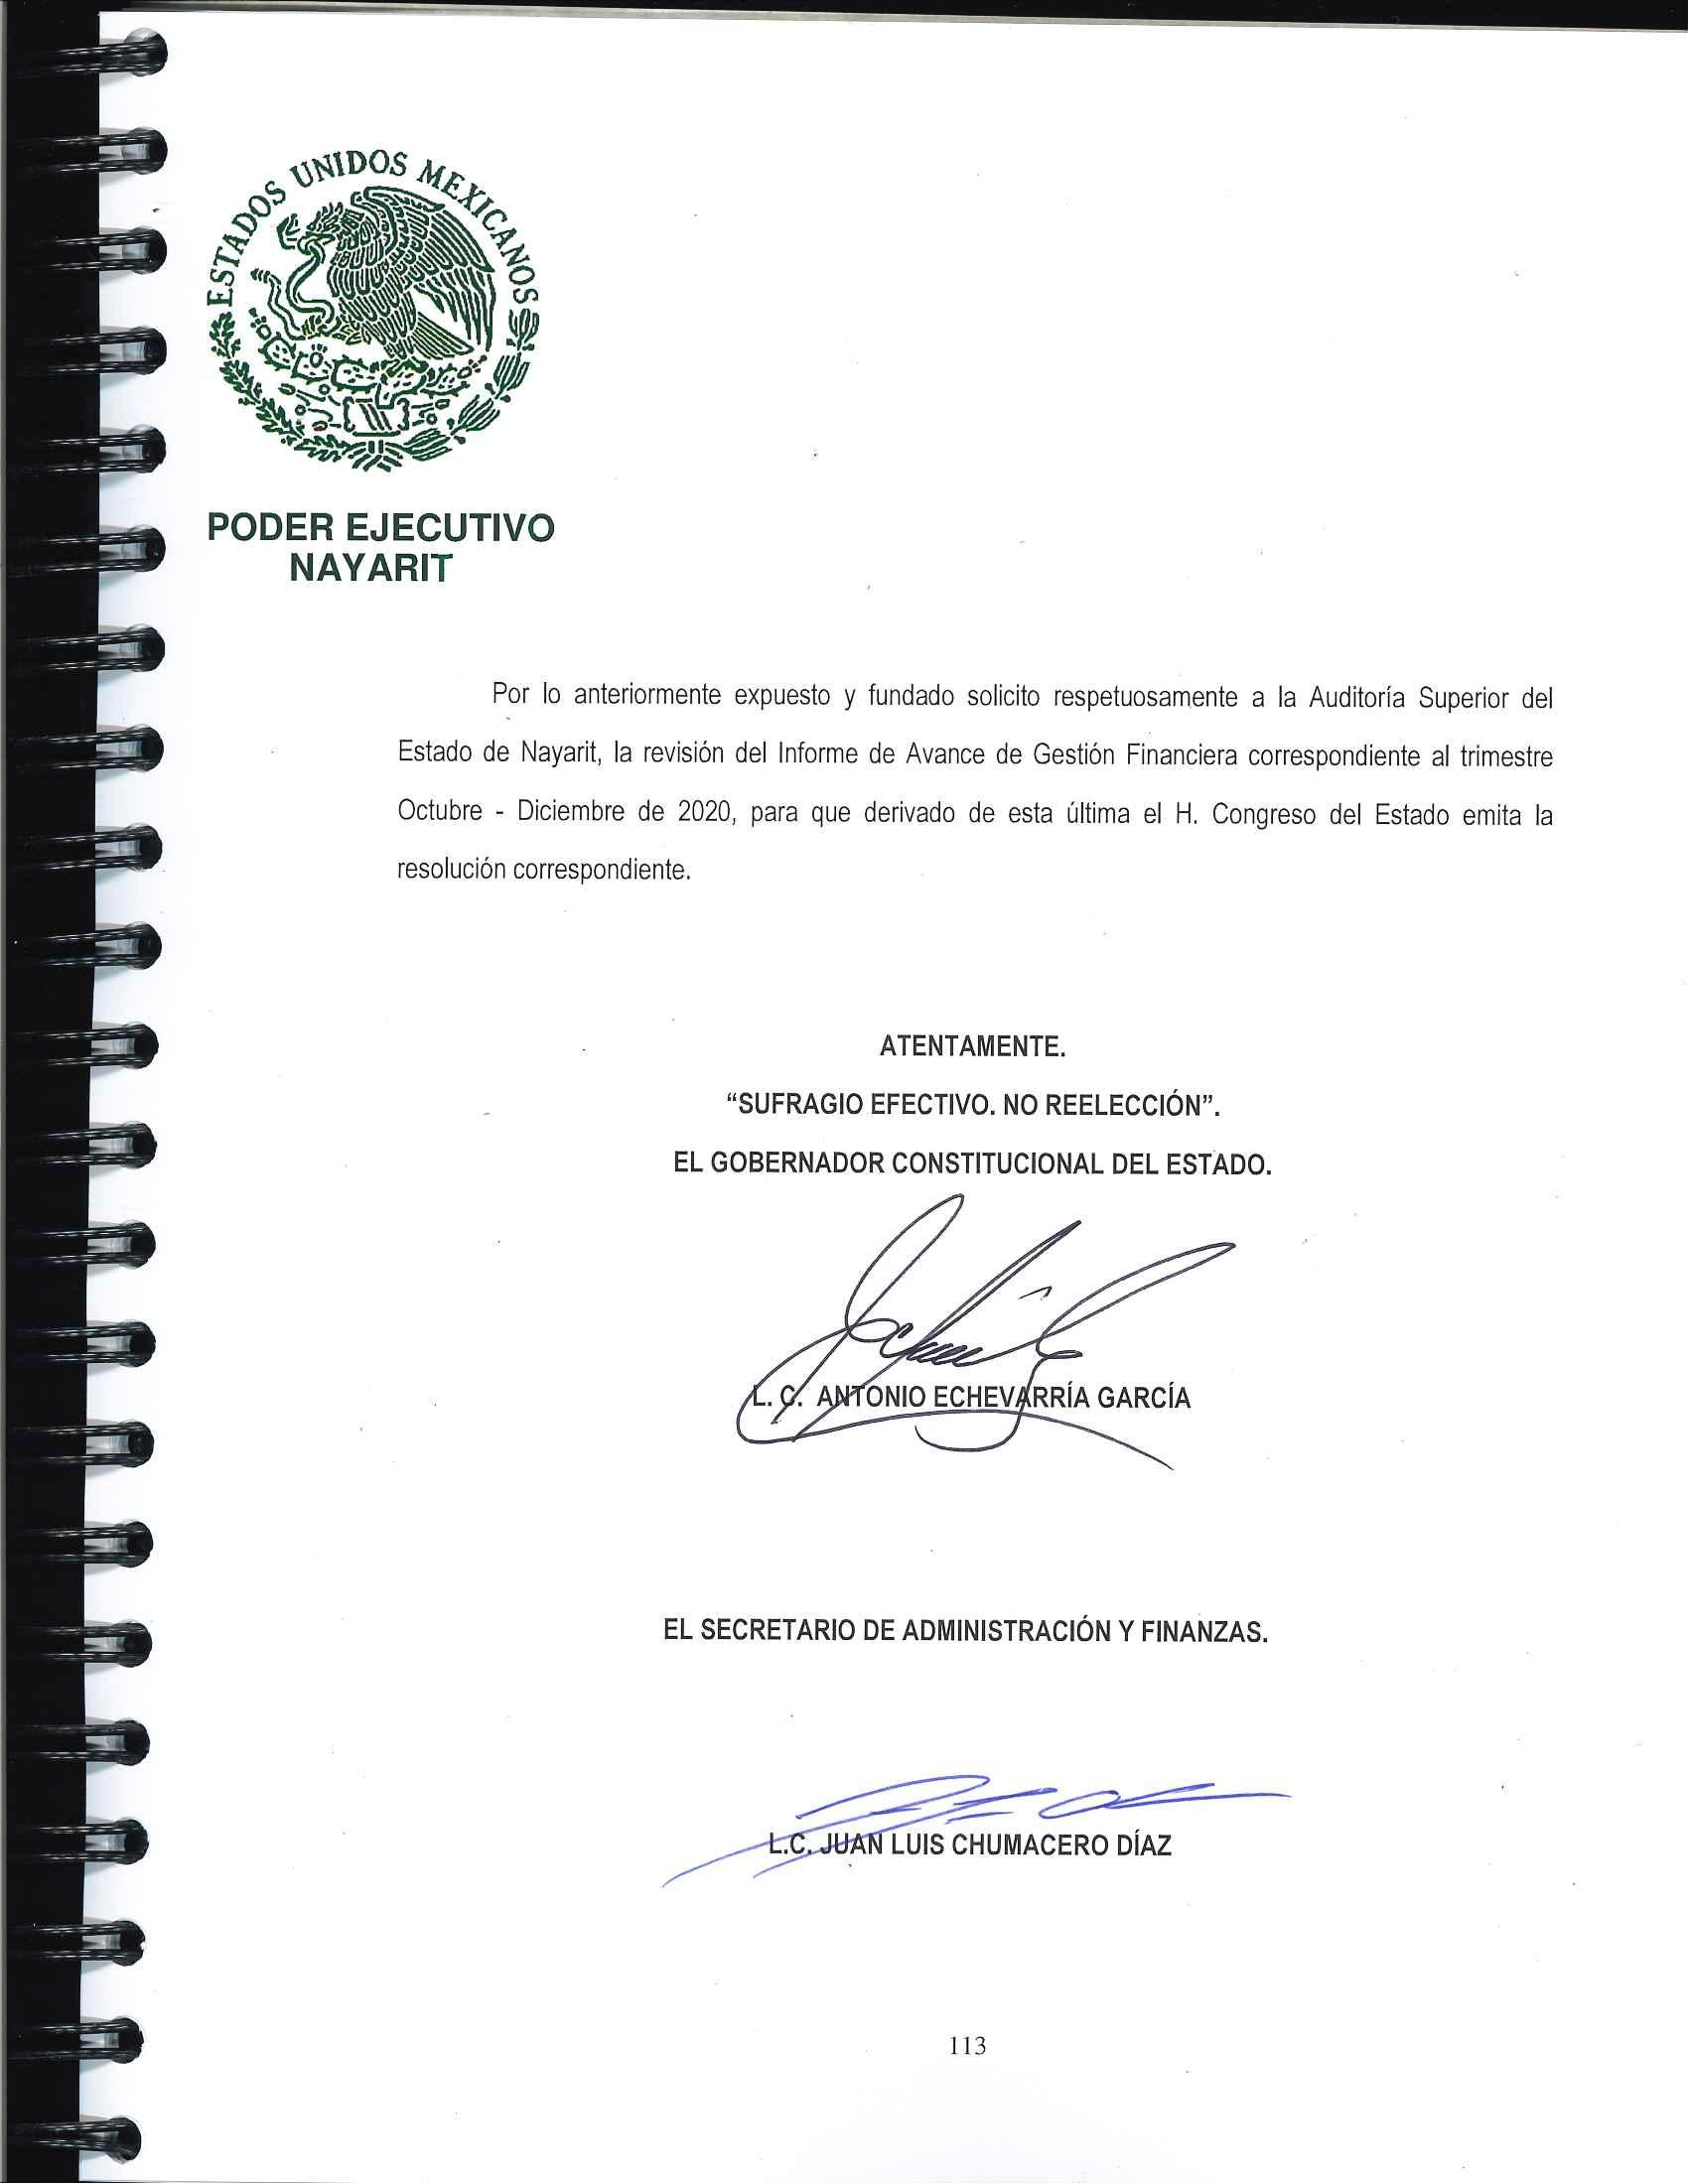 ESTADOS UNIDOS MEXICANOS
PODER EJECUTIVO
NAYARIT
Por lo anteriormente expuesto y fundado solicito respetuosamente a la Auditoría Superior del
Estado de Nayarit, la revisión del Informe de Avance de Gestión Financiera correspondiente al trimestre
Octubre - Diciembre de 2020, para que derivado de esta última el H. Congreso del Estado emita la
resolución correspondiente.
ATENTAMENTE.
“SUFRAGIO EFECTIVO. NO REELECCIÓN”.
EL GOBERNADOR CONSTITUCIONAL DEL ESTADO.
L. C. ANTONIO ECHEVARRÍA GARCÍA
EL SECRETARIO DE ADMINISTRACIÓN Y FINANZAS.
L.C. JUAN LUIS CHUMACERO DÍAZ
113